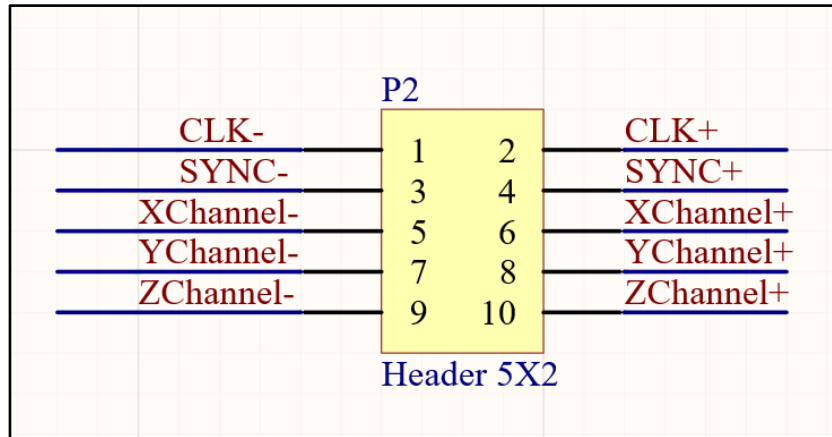 P2
CLK- 1 2 CLK+
SYNC- 3 4 SYNC+
XChannel- 5 6 XChannel+
YChannel- 7 8 YChannel+
ZChannel- 9 10 ZChannel+
Header 5X2